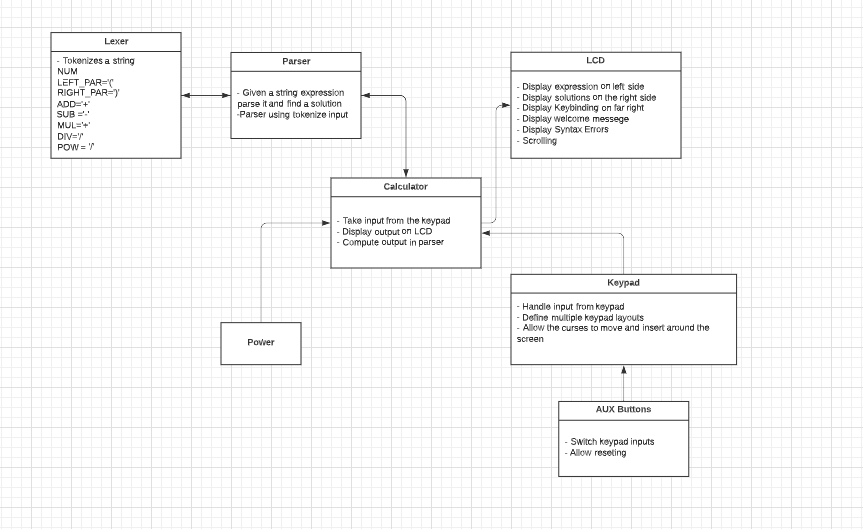 Lexer
- Tokenizes a string
NUM
LEFT_PAR='('
RIGHT_PAR=')'
ADD='+'
SUB ='-'
MUL='+'
DIV='/'
POW = '/'
Parser
- Given a string expression
parse it and find a solution
-Parser using tokenize input
LCD
- Display expression on left side
- Display solutions on the right side
- Display Keybinding on far right
- Display welcome messege
- Display Syntax Errors
- Scrolling
Calculator
- Take input from the keypad
- Display output on LCD
- Compute output in parser
Keypad
- Handle input from keypad
- Define multiple keypad layouts
- Allow the curses to move and insert around the
screen
Power
AUX Buttons
- Switch keypad inputs
- Allow reseting